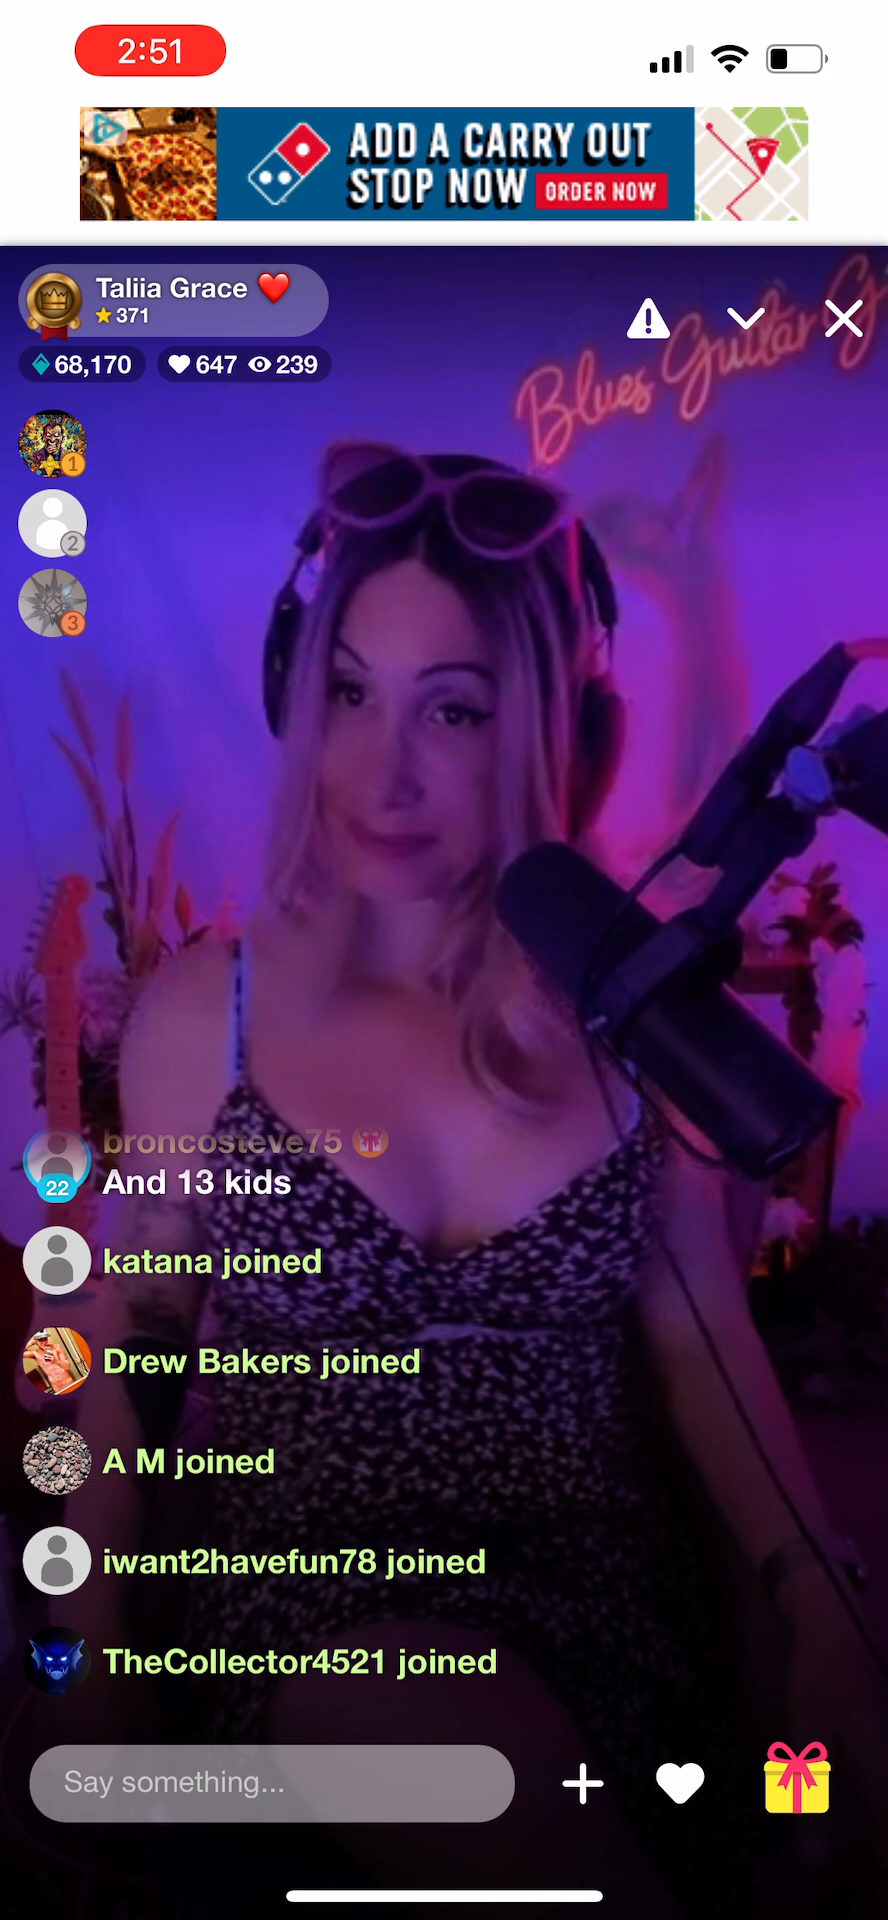 2:51
ADD A CARRY OUT
STOP NOW ORDER NOW
Taliia Grace ❤️
371
68,170 647 239
Blues Guitar
1
2
3
broncosteve75
22 And 13 kids
katana joined
Drew Bakers joined
A M joined
iwant2havefun78 joined
TheCollector4521 joined
Say something...